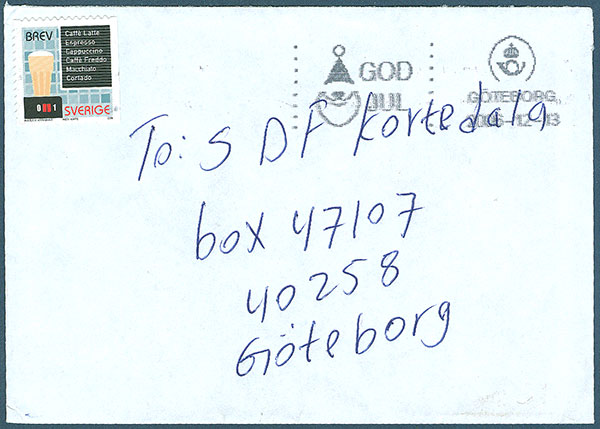 BREV
Caffè Latte
Espresso
Cappuccino
Caffè Freddo
Macchiato
Cortado
SVERIGE
GOD
JUL
GÖTEBORG
To: S D F Kortedala
box 47107
40258
Göteborg